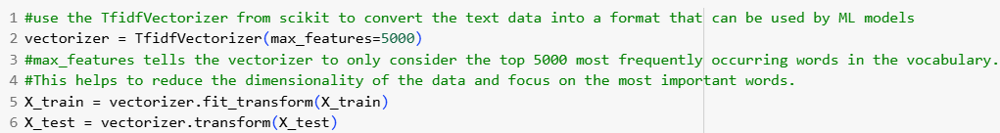 1 #use the TfidfVectorizer from scikit to convert the text data into a format that can be used by ML models
2 vectorizer = TfidfVectorizer(max_features=5000)
3 #max_features tells the vectorizer to only consider the top 5000 most frequently occurring words in the vocabulary.
4 #This helps to reduce the dimensionality of the data and focus on the most important words.
5 X_train = vectorizer.fit_transform(X_train)
6 X_test = vectorizer.transform(X_test)